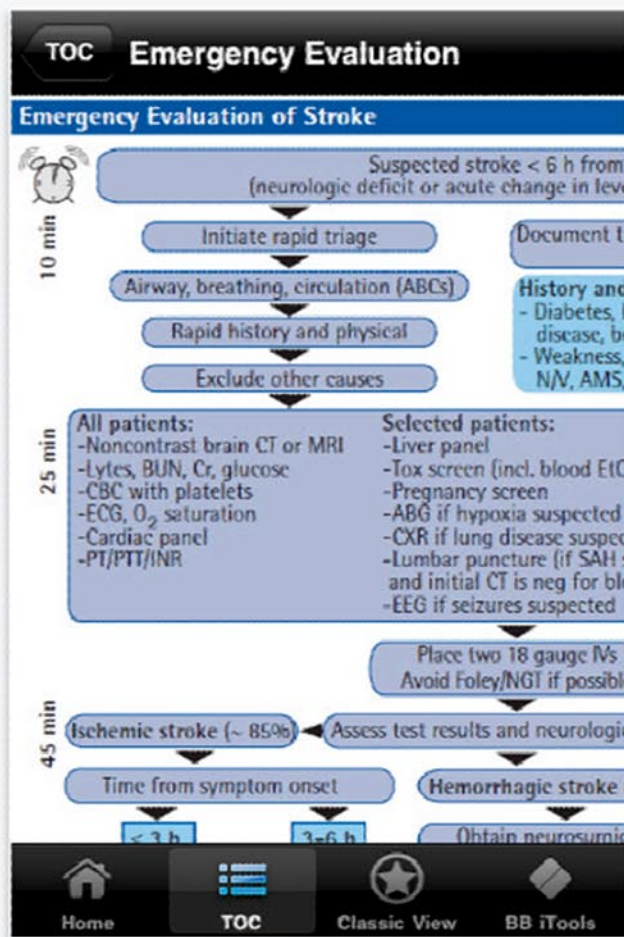 TOC
Emergency Evaluation
Emergency Evaluation of Stroke
Suspected stroke < 6 h from
(neurologic deficit or acute change in leve
10 min
Initiate rapid triage
Airway, breathing, circulation (ABCs)
Rapid history and physical
Exclude other causes
Document t
History and
- Diabetes,
disease, b
- Weakness,
N/V, AMS,
25 min
All patients:
-Noncontrast brain CT or MRI
-Lytes, BUN, Cr, glucose
-CBC with platelets
-ECG, O₂ saturation
-Cardiac panel
-PT/PTT/INR
Selected patients:
-Liver panel
-Tox screen (incl. blood EtO
-Pregnancy screen
-ABG if hypoxia suspected
-CXR if lung disease suspec
-Lumbar puncture (if SAH s
and initial CT is neg for blo
-EEG if seizures suspected
Place two 18 gauge IVs
Avoid Foley/NGT if possible
45 min
Ischemic stroke (~ 85%)
Assess test results and neurologic
Time from symptom onset
Hemorrhagic stroke
< 3 h
3-6 h
Obtain neurosurgic
Home
TOC
Classic View
BB iTools